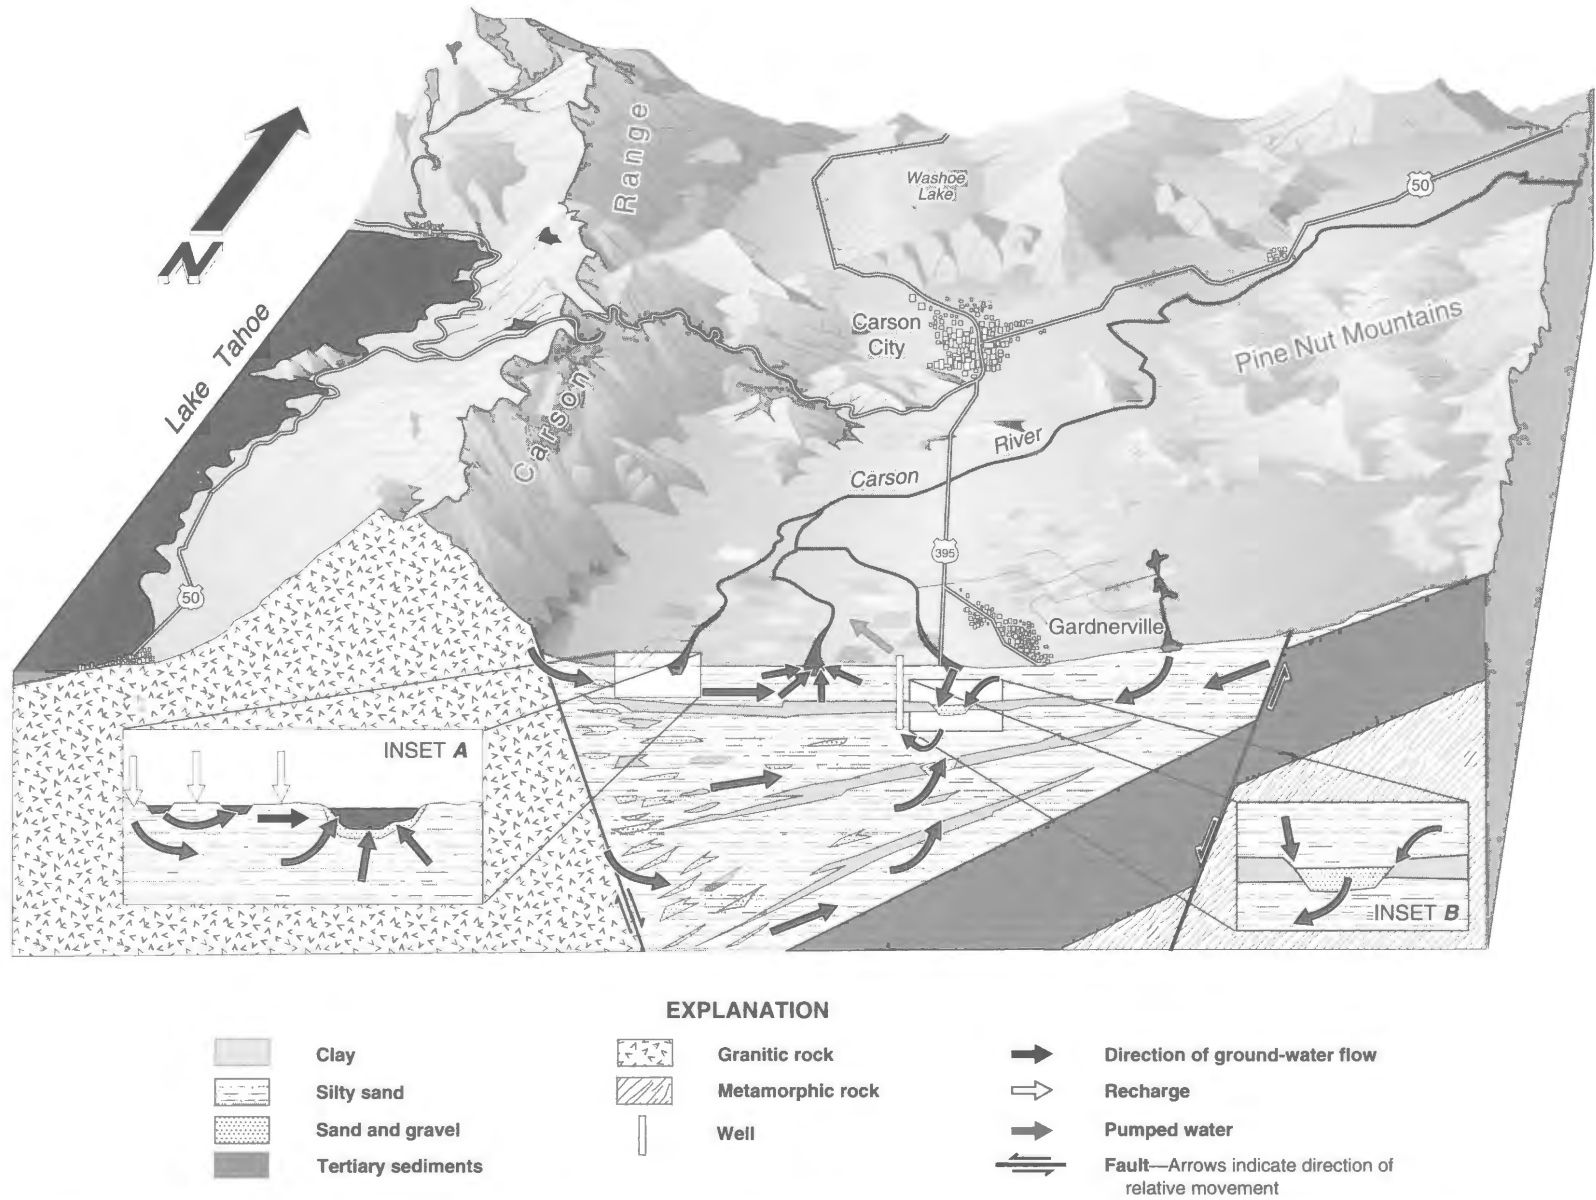 N
Lake Tahoe
Range
Carson
Washoe
Lake
50
Carson
City
Pine Nut Mountains
River
Carson
395
50
Gardnerville
INSET A
INSET B
EXPLANATION
Clay
Silty sand
Sand and gravel
Tertiary sediments
Granitic rock
Metamorphic rock
Well
Direction of ground-water flow
Recharge
Pumped water
Fault—Arrows indicate direction of
relative movement